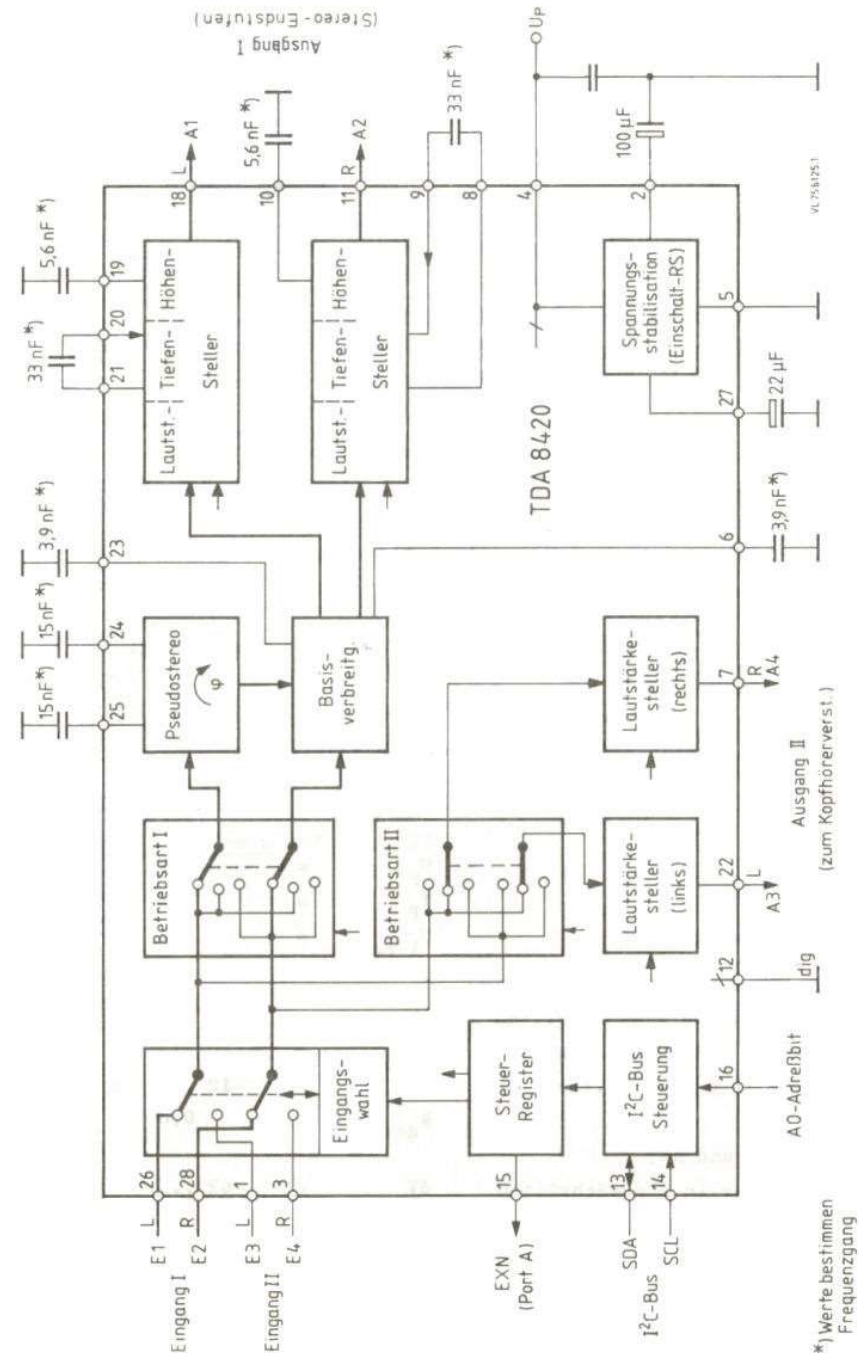 Ausgang I
(Stereo-Endstufen)
5,6 nF *)
33 nF *)
3,9 nF *)
15 nF *)
15 nF *)
19
20
21
23
24
25
18
L
A1
5,6 nF *)
10
11
R
A2
9
33 nF *)
8
4
Up
100 µF
2
VL 758125.1
Lautst.- Tiefen- Höhen-
Steller
Lautst.- Tiefen- Höhen-
Steller
TDA 8420
Spannungs-
stabilisation
(Einschalt-RS)
5
27
22 µF
6
3,9 nF *)
Pseudostereo
φ
Basis-
verbreitg.
Betriebsart I
Betriebsart II
Lautstärke-
steller
(rechts)
7
R
A4
Lautstärke-
steller
(links)
22
L
A3
Ausgang II
(zum Kopfhörerverst.)
12
dig
Eingangs-
wahl
Steuer-
Register
I²C-Bus
Steuerung
16
A0-Adreßbit
Eingang I
E1
L
26
E2
R
28
Eingang II
E3
L
1
E4
R
3
15
EXN
(Port A)
I²C-Bus
SDA
13
SCL
14
*) Werte bestimmen
Frequenzgang